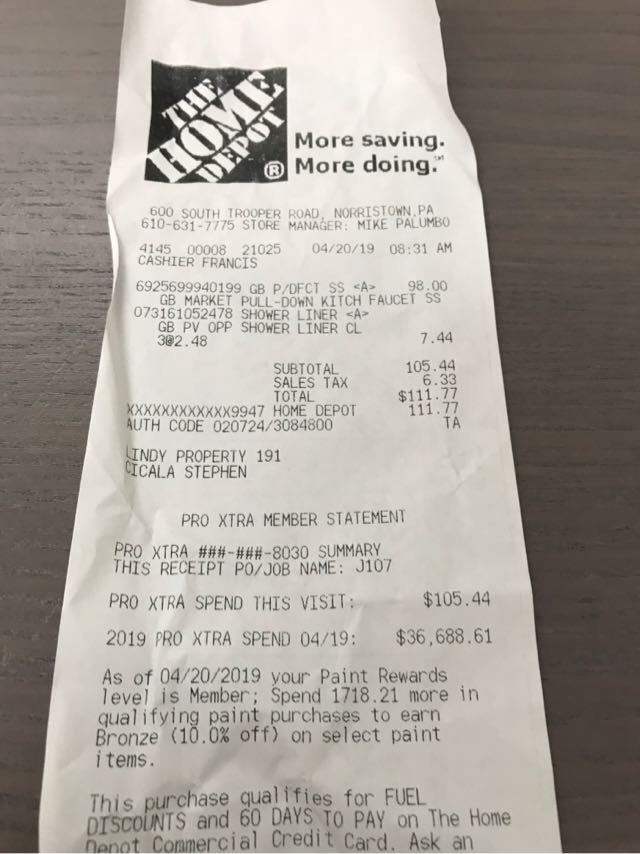 THE
HOME
DEPOT
®
More saving.
More doing.™
600 SOUTH TROOPER ROAD, NORRISTOWN,PA
610-631-7775 STORE MANAGER: MIKE PALUMBO
4145 00008 21025 04/20/19 08:31 AM
CASHIER FRANCIS
6925699940199 GB P/DFCT SS <A> 98.00
GB MARKET PULL-DOWN KITCH FAUCET SS
073161052478 SHOWER LINER <A>
GB PV OPP SHOWER LINER CL
3@2.48 7.44
SUBTOTAL 105.44
SALES TAX 6.33
TOTAL $111.77
XXXXXXXXXXXX9947 HOME DEPOT 111.77
AUTH CODE 020724/3084800 TA
LINDY PROPERTY 191
CICALA STEPHEN
PRO XTRA MEMBER STATEMENT
PRO XTRA ###-###-8030 SUMMARY
THIS RECEIPT PO/JOB NAME: J107
PRO XTRA SPEND THIS VISIT: $105.44
2019 PRO XTRA SPEND 04/19: $36,688.61
As of 04/20/2019 your Paint Rewards
level is Member; Spend 1718.21 more in
qualifying paint purchases to earn
Bronze (10.0% off) on select paint
items.
This purchase qualifies for FUEL
DISCOUNTS and 60 DAYS TO PAY on The Home
Depot Commercial Credit Card. Ask an